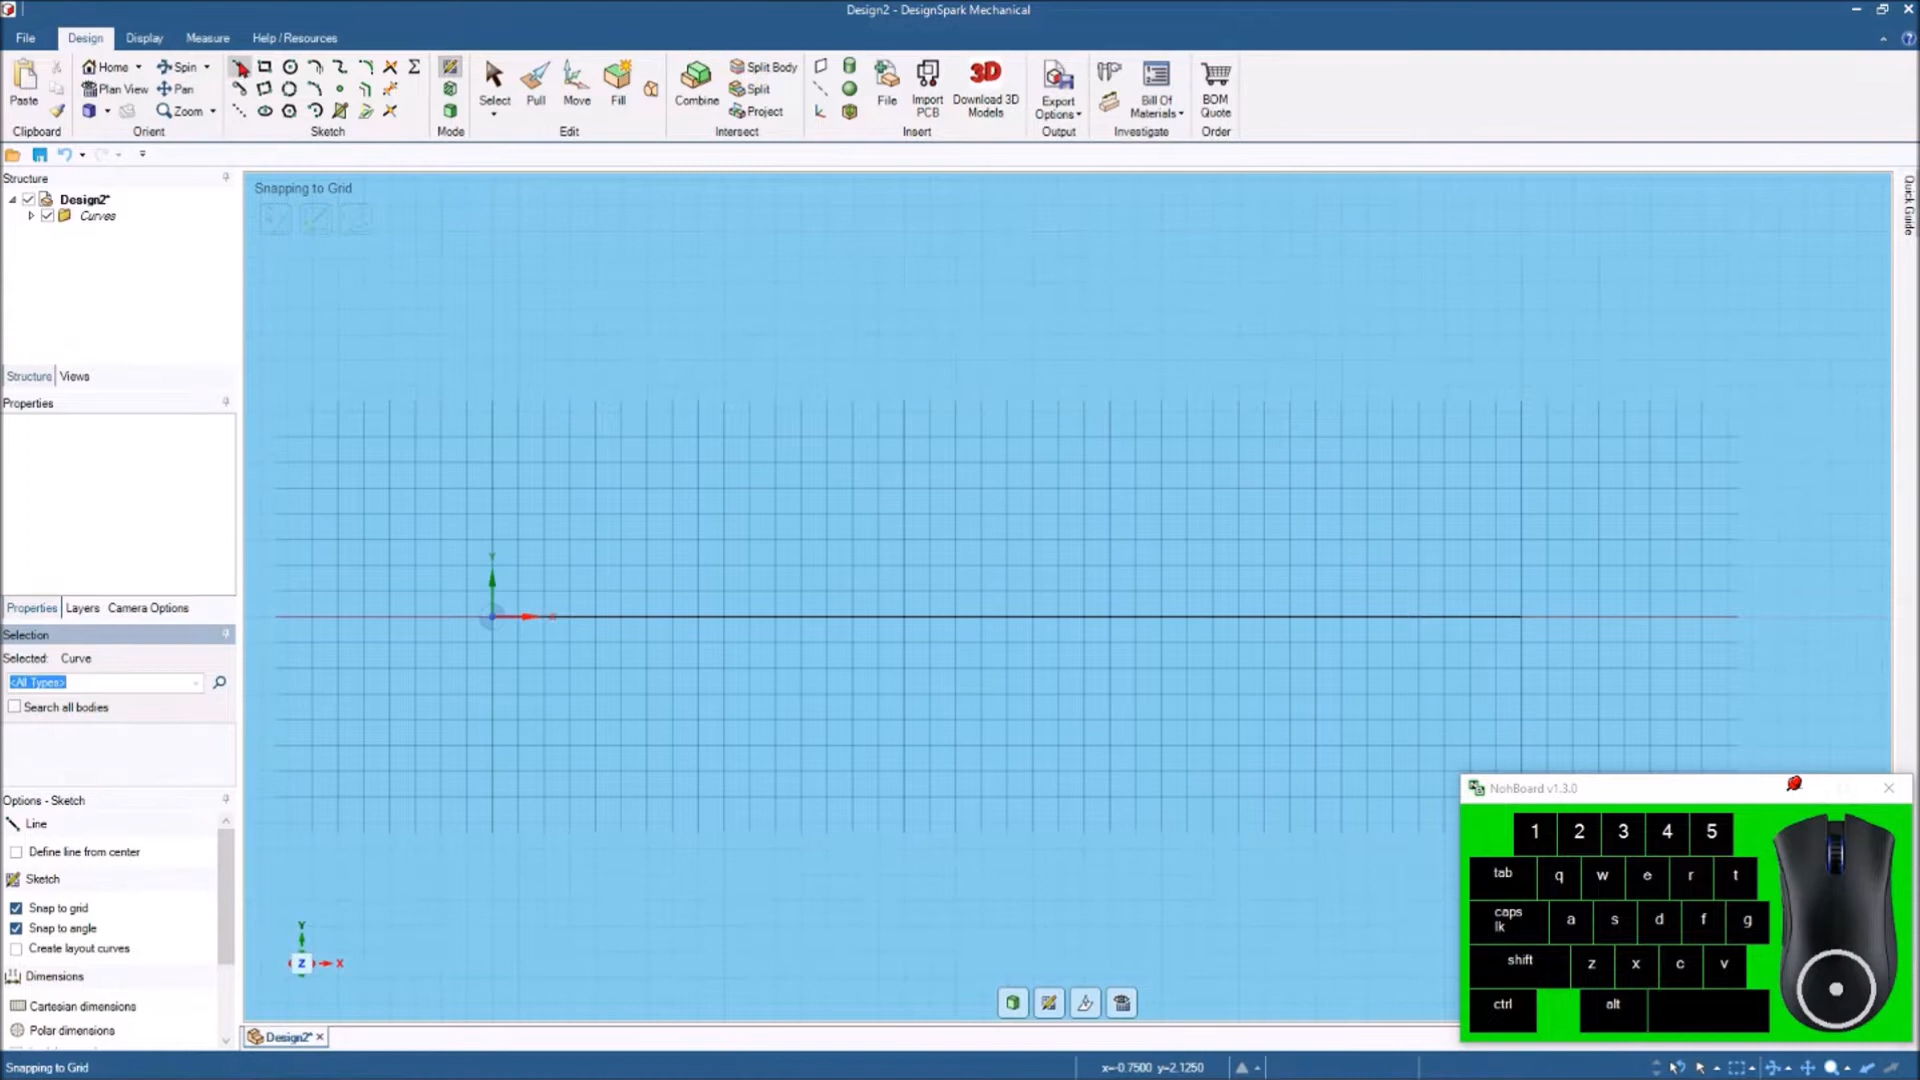 Design2 - DesignSpark Mechanical
File Design Display Measure Help / Resources
Home Spin
Plan View Pan
Zoom
Paste
Select Pull Move Fill
Combine
Split Body
Split
Project
File
Import PCB
Download 3D Models
3D
Export Options
Bill Of Materials
BOM Quote
Clipboard Orient Sketch Mode Edit Intersect Insert Output Investigate Order
Structure
Design2*
Curves
Structure Views
Properties
Properties Layers Camera Options
Selection
Selected: Curve
<All Types>
Search all bodies
Options - Sketch
Line
Define line from center
Sketch
Snap to grid
Snap to angle
Create layout curves
Dimensions
Cartesian dimensions
Polar dimensions
Snapping to Grid
Y
Y
Z X
Quick Guide
NohBoard v1.3.0
1 2 3 4 5
tab q w e r t
caps lk a s d f g
shift z x c v
ctrl alt
Design2*
Snapping to Grid
x=-0.7500 y=2.1250